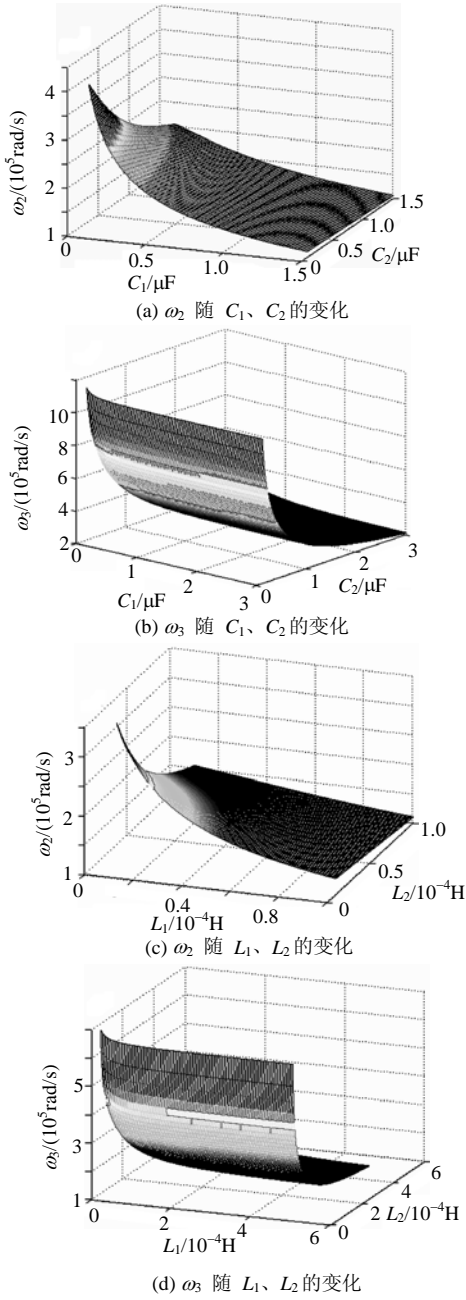 4
3
2
1
ω2/(10^5rad/s)
0
0.5
1.0
1.5
C1/μF
0
0.5
1.0
1.5
C2/μF
(a) ω2 随 C1、C2的变化
10
8
6
4
2
ω3/(10^5rad/s)
0
1
2
3
C1/μF
0
1
2
3
C2/μF
(b) ω3 随 C1、C2的变化
3
2
1
ω2/(10^5rad/s)
0
0.4
0.8
L1/10^-4H
0
0.5
1.0
L2/10^-4H
(c) ω2 随 L1、L2的变化
5
3
1
ω3/(10^5rad/s)
0
2
4
6
L1/10^-4H
0
2
4
6
L2/10^-4H
(d) ω3 随 L1、L2的变化